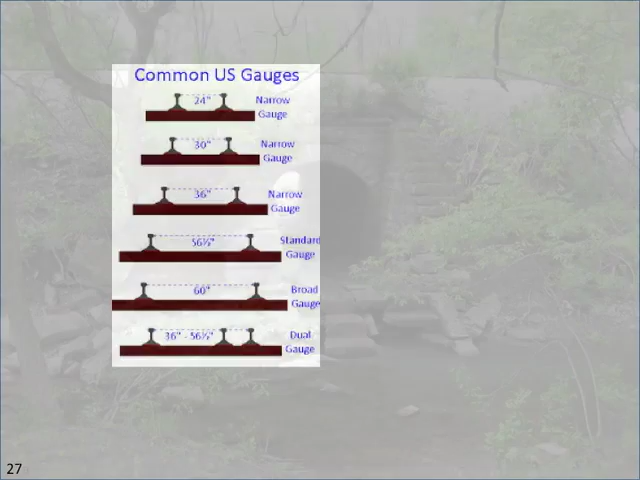 Common US Gauges
24" Narrow
Gauge
30" Narrow
Gauge
36" Narrow
Gauge
56½" Standard
Gauge
60" Broad
Gauge
36" - 56½" Dual
Gauge
27